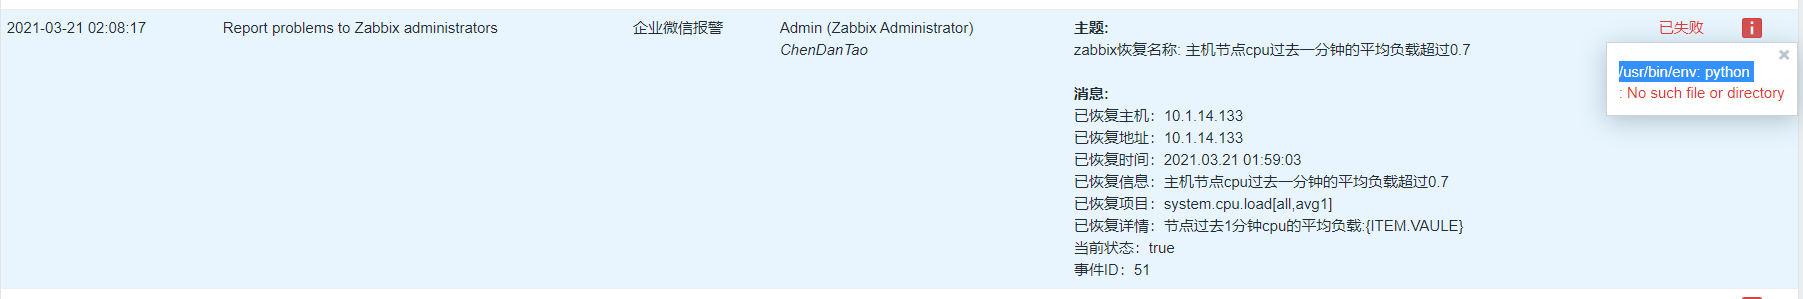 2021-03-21 02:08:17 Report problems to Zabbix administrators 企业微信报警 Admin (Zabbix Administrator) 主题: 已失败
ChenDanTao zabbix恢复名称: 主机节点cpu过去一分钟的平均负载超过0.7
/usr/bin/env: python
: No such file or directory
消息:
已恢复主机：10.1.14.133
已恢复地址：10.1.14.133
已恢复时间：2021.03.21 01:59:03
已恢复信息：主机节点cpu过去一分钟的平均负载超过0.7
已恢复项目：system.cpu.load[all,avg1]
已恢复详情：节点过去1分钟cpu的平均负载:{ITEM.VAULE}
当前状态：true
事件ID：51